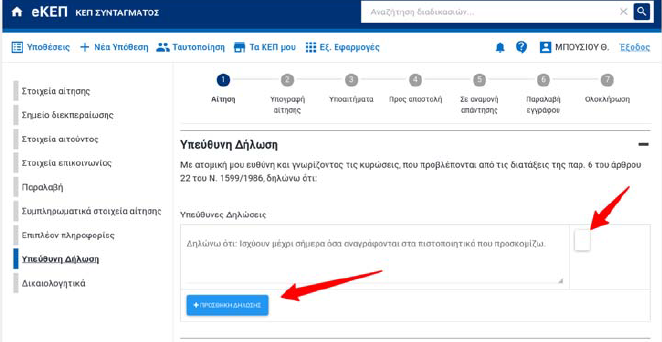 eΚΕΠ ΚΕΠ ΣΥΝΤΑΓΜΑΤΟΣ
Αναζήτηση διαδικασιών...
Υποθέσεις Νέα Υπόθεση Ταυτοποίηση Τα ΚΕΠ μου Εξ. Εφαρμογές ΜΠΟΥΣΙΟΥ Θ. Έξοδος
Στοιχεία αίτησης
Σημείο διεκπεραίωσης
Στοιχεία αιτούντος
Στοιχεία επικοινωνίας
Παραλαβή
Συμπληρωματικά στοιχεία αίτησης
Επιπλέον πληροφορίες
Υπεύθυνη Δήλωση
Δικαιολογητικά
1 2 3 4 5 6 7
Αίτηση Υπογραφή αίτησης Υποαιτήματα Προς αποστολή Σε αναμονή απάντησης Παραλαβή εγγράφου Ολοκλήρωση
Υπεύθυνη Δήλωση
Με ατομική μου ευθύνη και γνωρίζοντας τις κυρώσεις, που προβλέπονται από τις διατάξεις της παρ. 6 του άρθρου
22 του Ν. 1599/1986, δηλώνω ότι:
Υπεύθυνες Δηλώσεις
Δηλώνω ότι: Ισχύουν μέχρι σήμερα όσα αναγράφονται στα πιστοποιητικά που προσκομίζω.
+ ΠΡΟΣΘΗΚΗ ΔΗΛΩΣΗΣ